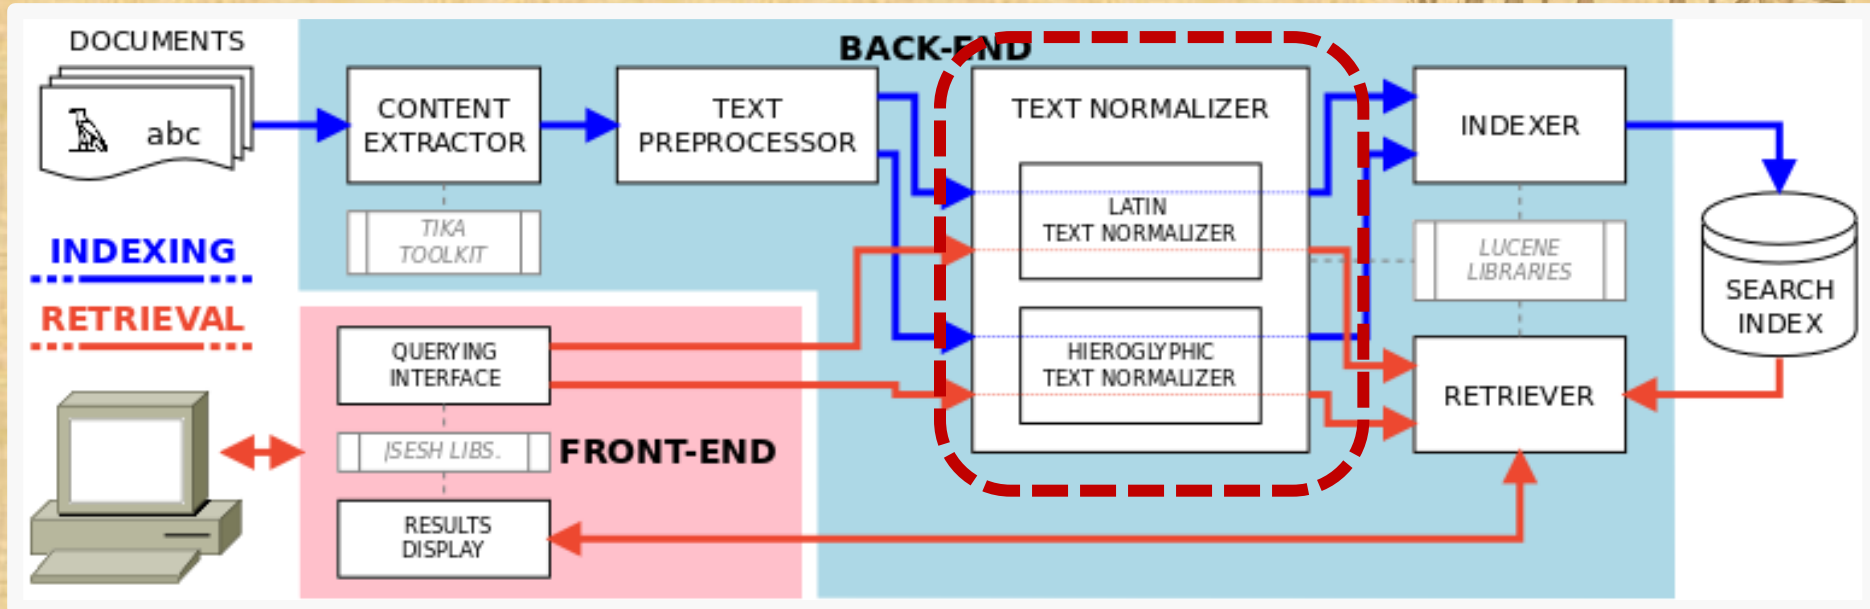 DOCUMENTS
abc
INDEXING
RETRIEVAL
BACK-END
CONTENT
EXTRACTOR
TIKA
TOOLKIT
TEXT
PREPROCESSOR
TEXT NORMALIZER
LATIN
TEXT NORMALIZER
HIEROGLYPHIC
TEXT NORMALIZER
INDEXER
LUCENE
LIBRARIES
RETRIEVER
SEARCH
INDEX
QUERYING
INTERFACE
JSESH LIBS.
FRONT-END
RESULTS
DISPLAY